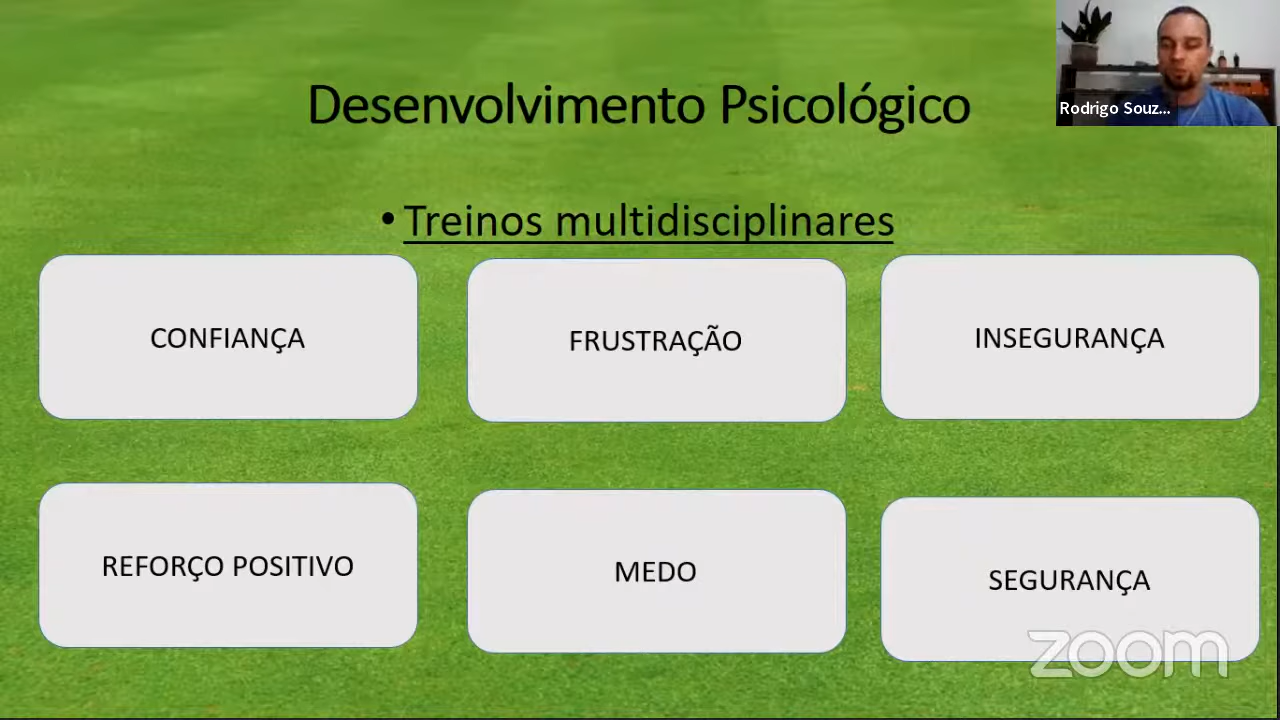 Desenvolvimento Psicológico
Rodrigo Souz...
• Treinos multidisciplinares
CONFIANÇA
FRUSTRAÇÃO
INSEGURANÇA
REFORÇO POSITIVO
MEDO
SEGURANÇA
zoom